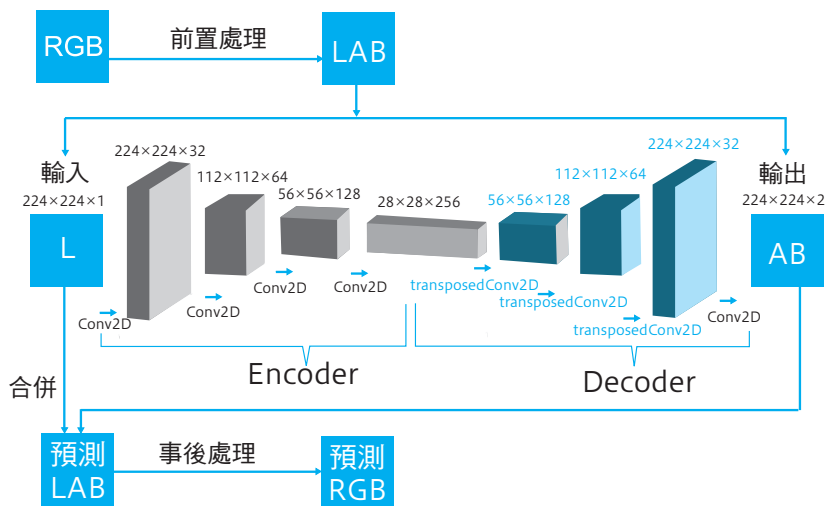 RGB
前置處理
LAB
輸入
224×224×1
L
224×224×32
112×112×64
56×56×128
28×28×256
56×56×128
112×112×64
224×224×32
輸出
224×224×2
AB
Conv2D
Conv2D
Conv2D
Conv2D
transposedConv2D
transposedConv2D
transposedConv2D
Conv2D
Encoder
Decoder
合併
預測
LAB
事後處理
預測
RGB